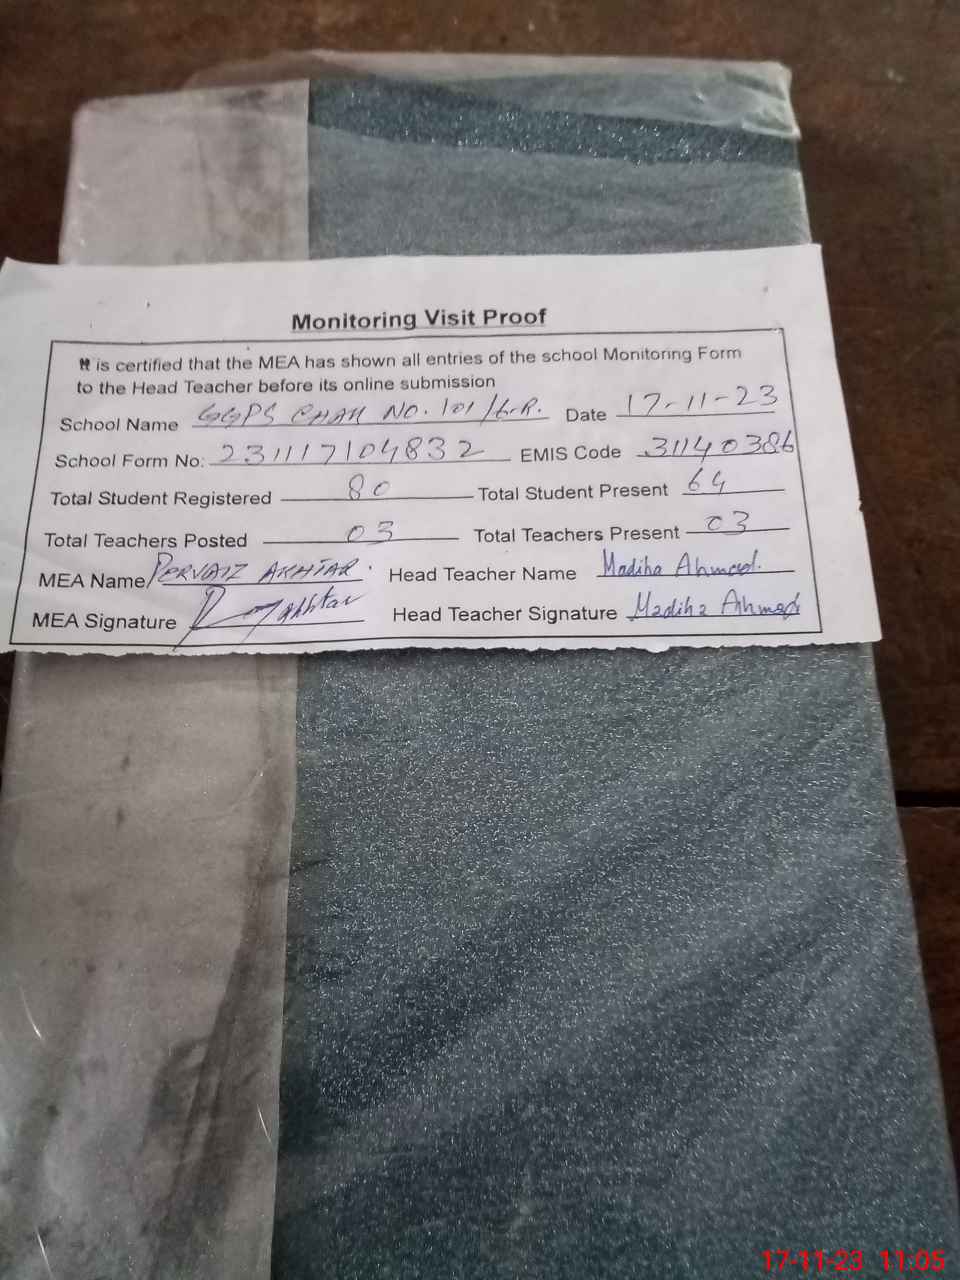 Monitoring Visit Proof
It is certified that the MEA has shown all entries of the school Monitoring Form
to the Head Teacher before its online submission
School Name GGPS CHAK NO. 101/6-R. Date 17-11-23
School Form No: 231117104832 EMIS Code 31140386
Total Student Registered 80 Total Student Present 64
Total Teachers Posted 03 Total Teachers Present 03
MEA Name PERVAIZ AKHTAR. Head Teacher Name Madiha Ahmad.
MEA Signature Head Teacher Signature Madiha Ahmad
17-11-23 11:05